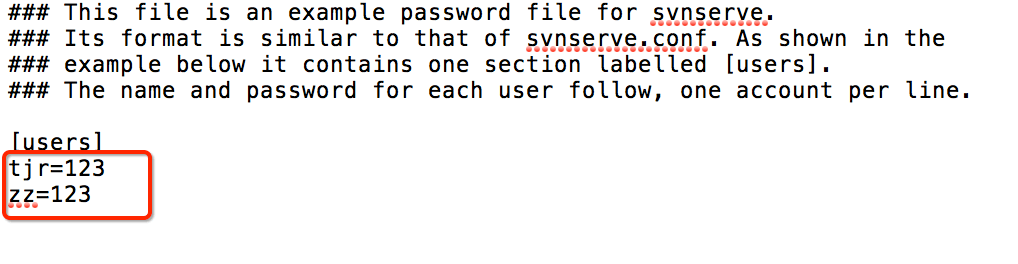 ### This file is an example password file for svnserve.
### Its format is similar to that of svnserve.conf. As shown in the
### example below it contains one section labelled [users].
### The name and password for each user follow, one account per line.
[users]
tjr=123
zz=123